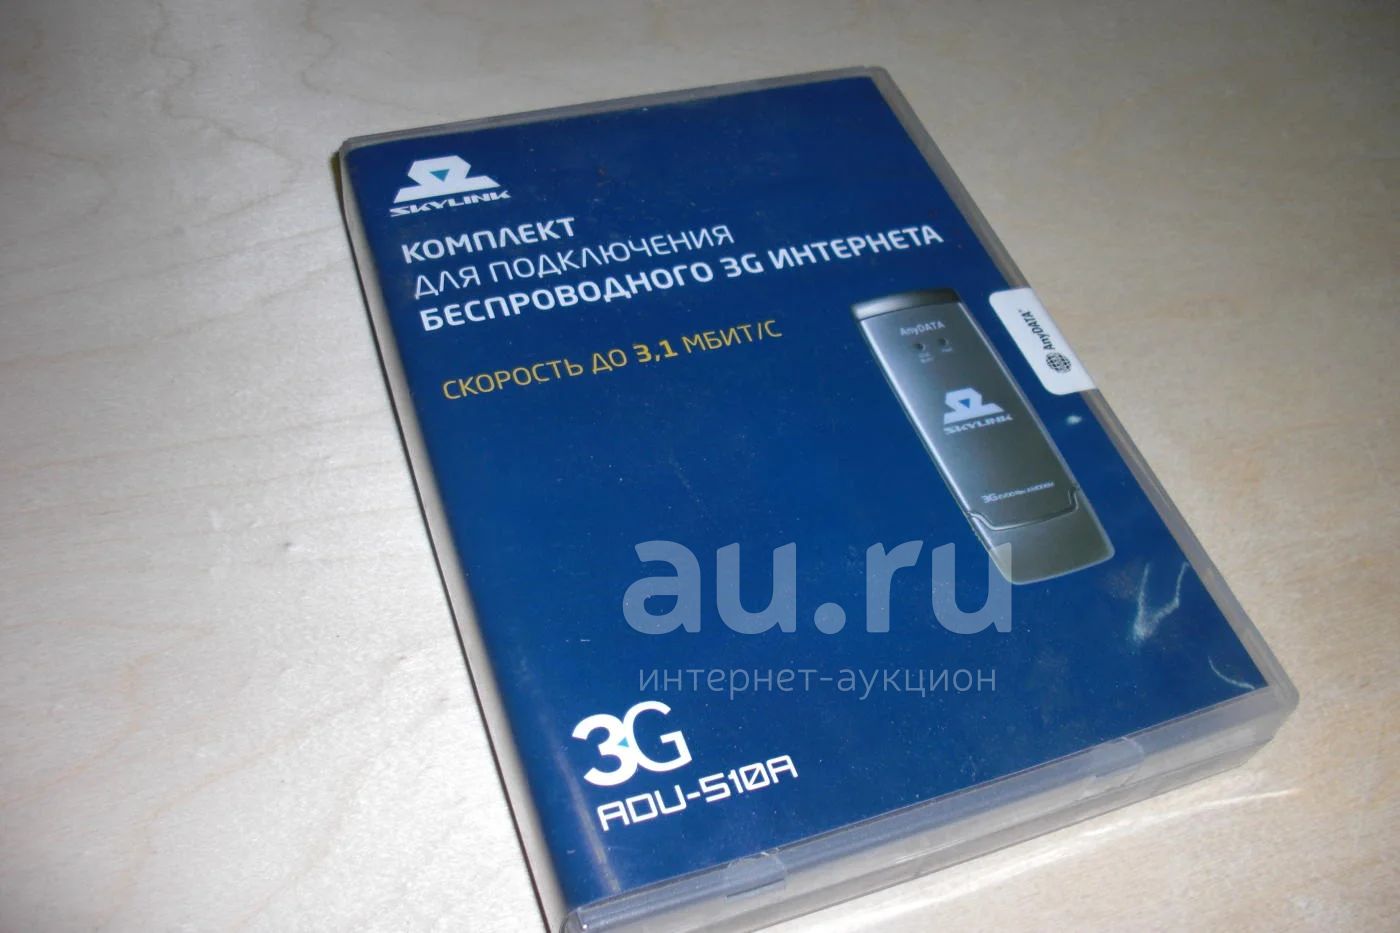 SKYLINK
КОМПЛЕКТ
ДЛЯ ПОДКЛЮЧЕНИЯ
БЕСПРОВОДНОГО 3G ИНТЕРНЕТА
СКОРОСТЬ ДО 3,1 МБИТ/С
AnyDATA
SKYLINK
3G
AnyDATA
au.ru
интернет-аукцион
3G
ADU-510A